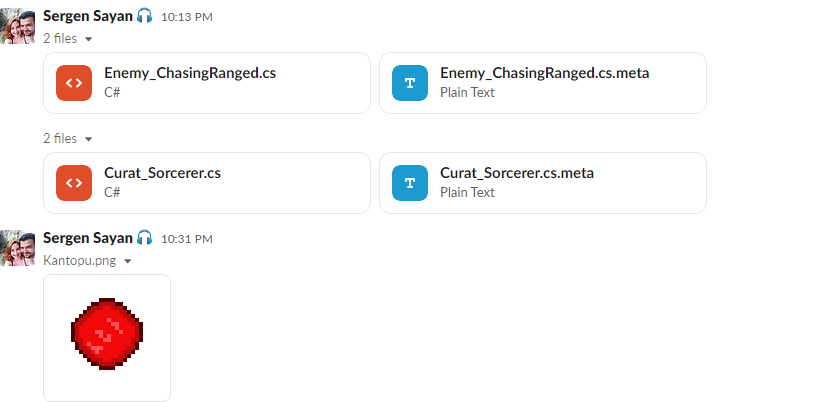 Sergen Sayan 10:13 PM
2 files
Enemy_ChasingRanged.cs
C#
T
Enemy_ChasingRanged.cs.meta
Plain Text
2 files
Curat_Sorcerer.cs
C#
T
Curat_Sorcerer.cs.meta
Plain Text
Sergen Sayan 10:31 PM
Kantopu.png